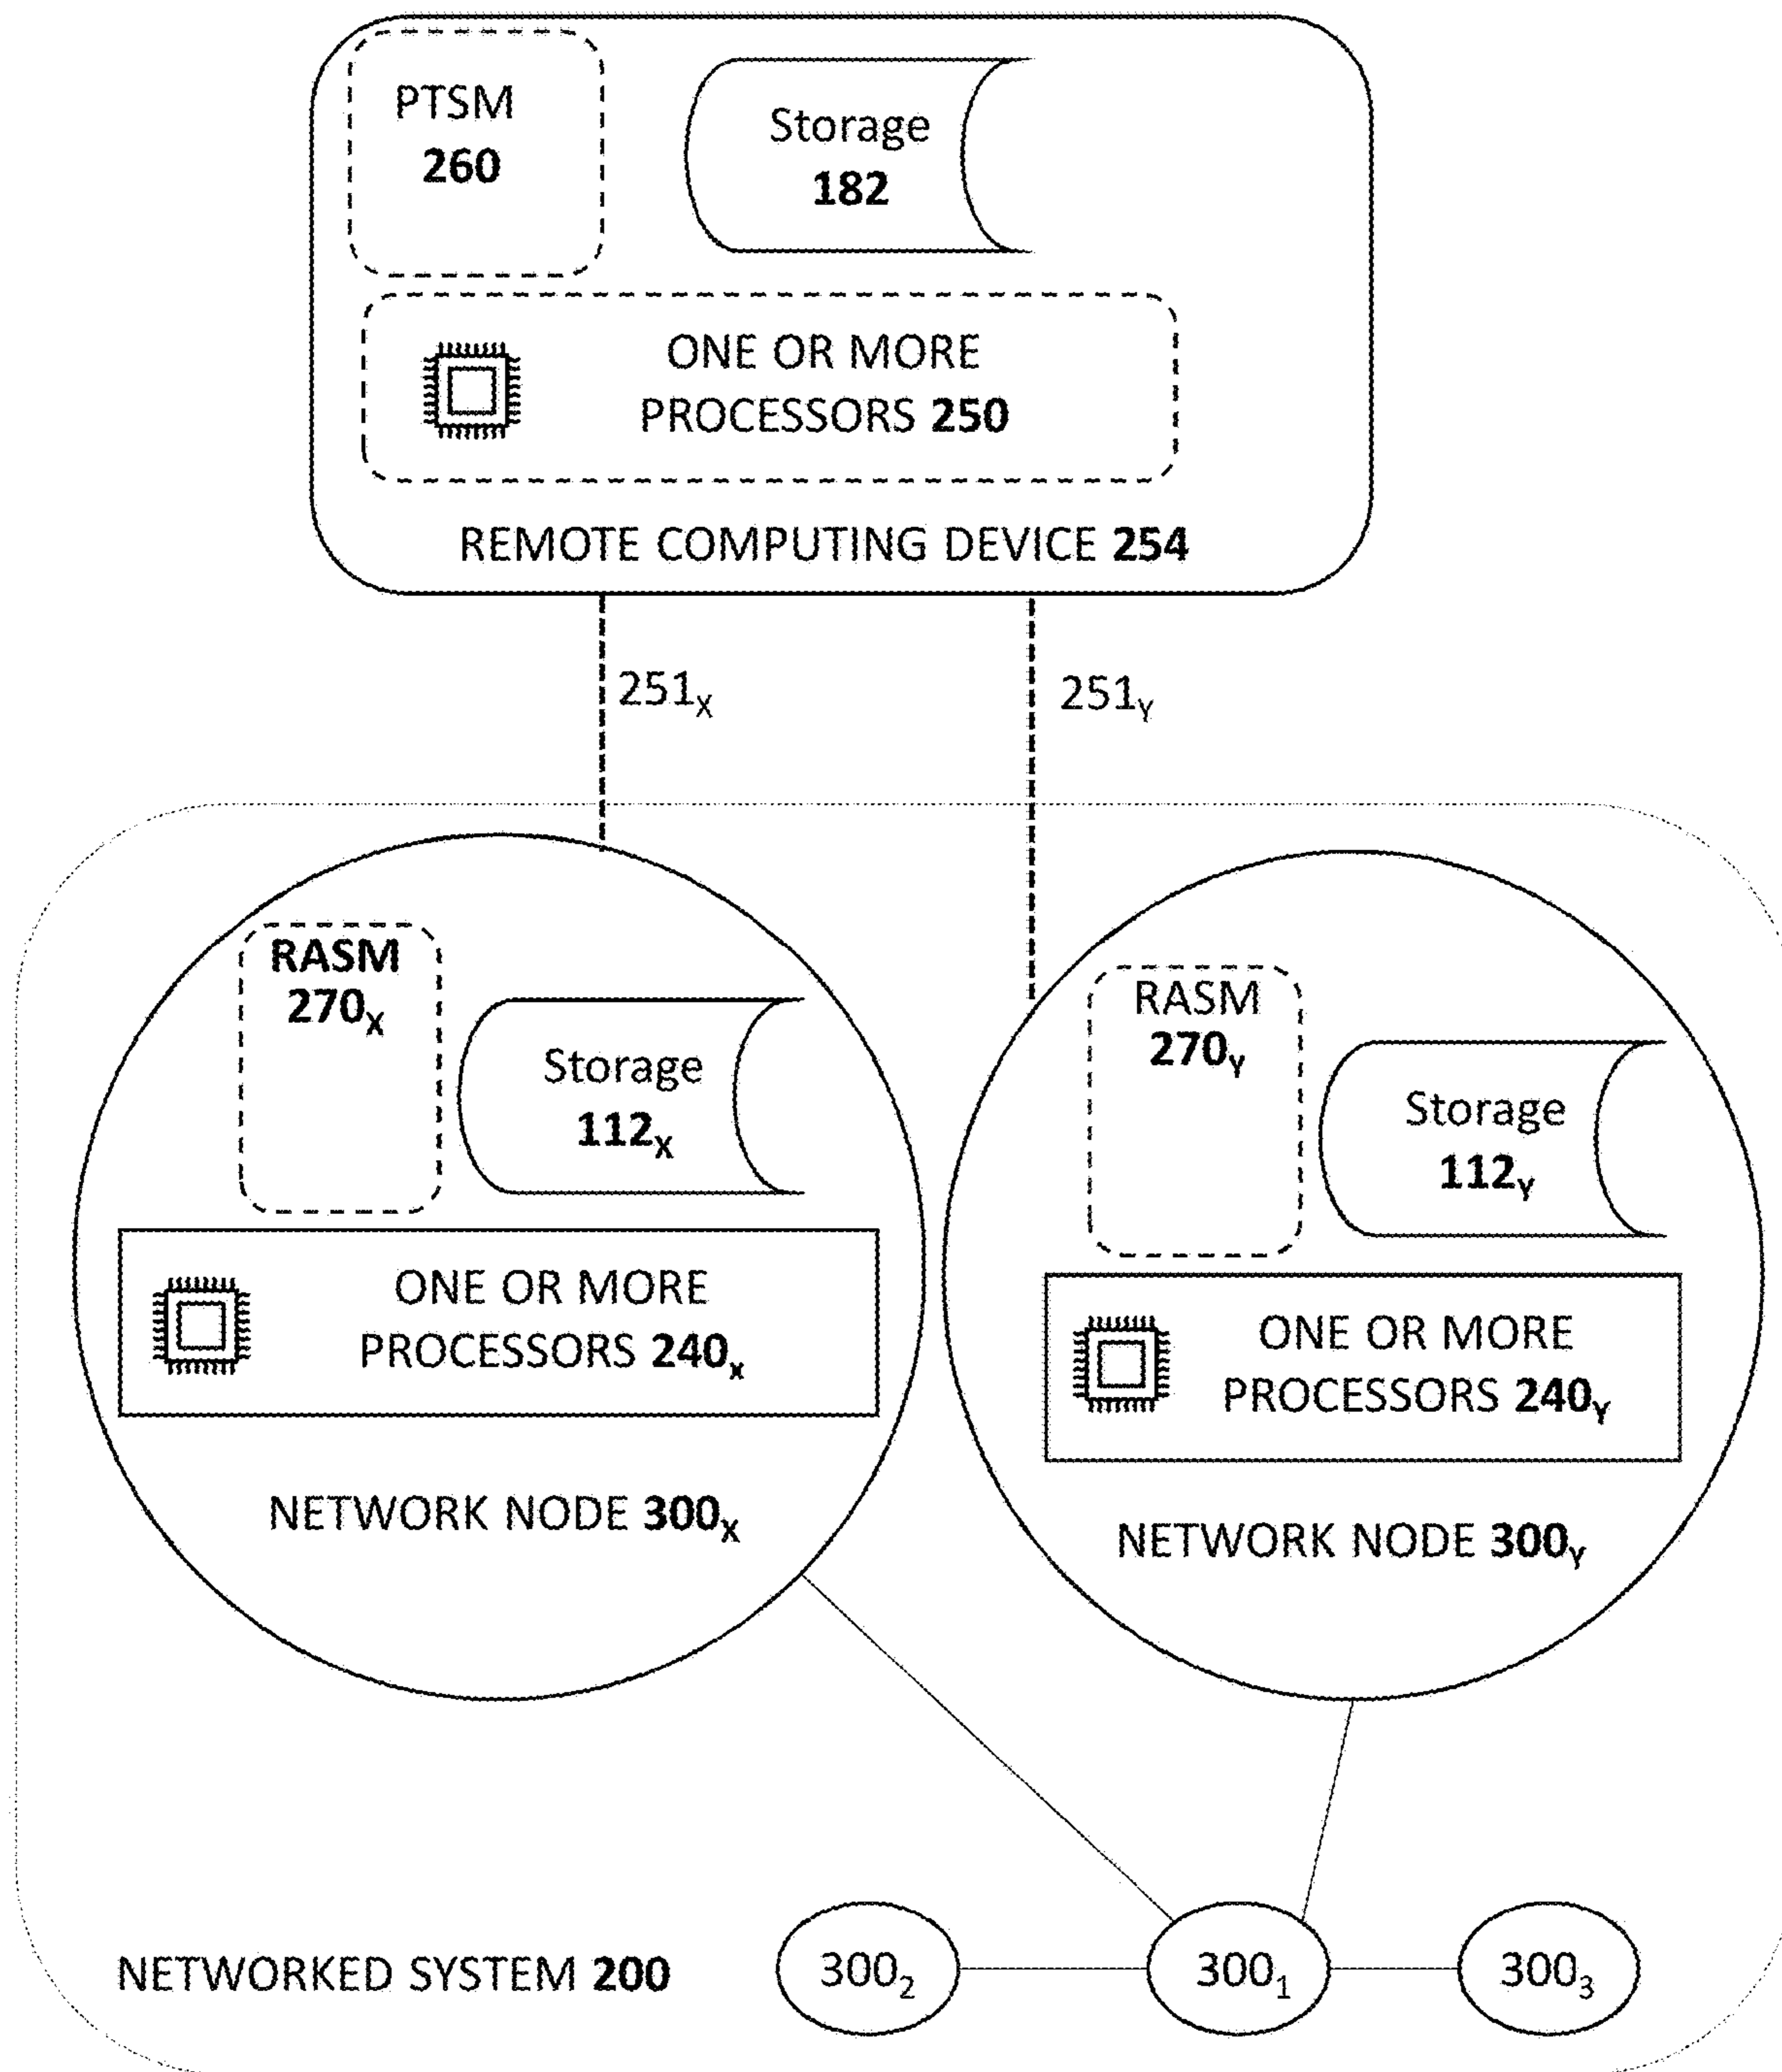 PTSM
260
Storage
182
ONE OR MORE
PROCESSORS 250
REMOTE COMPUTING DEVICE 254
251X
251Y
RASM
270X
Storage
112X
ONE OR MORE
PROCESSORS 240x
NETWORK NODE 300X
RASM
270Y
Storage
112Y
ONE OR MORE
PROCESSORS 240Y
NETWORK NODE 300Y
NETWORKED SYSTEM 200
3002
3001
3003